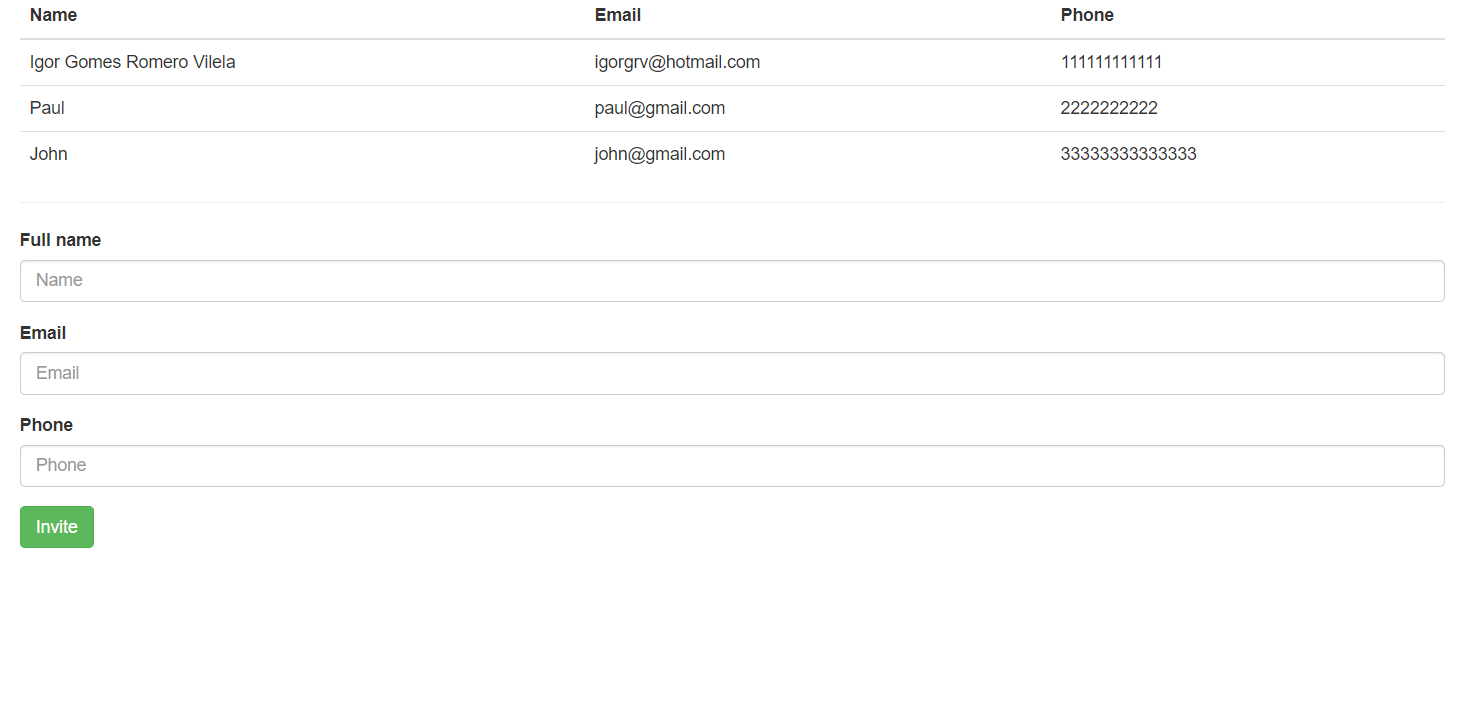 Name Email Phone
Igor Gomes Romero Vilela igorgrv@hotmail.com 111111111111
Paul paul@gmail.com 2222222222
John john@gmail.com 33333333333333
Full name
Name
Email
Email
Phone
Phone
Invite